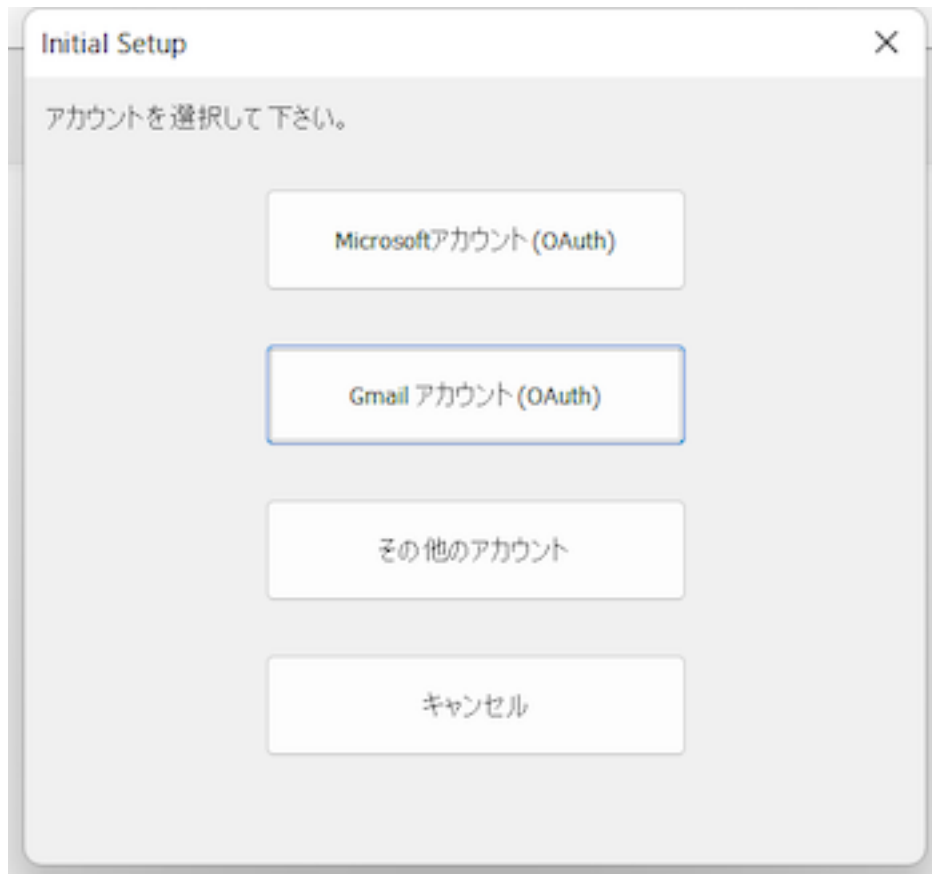 Initial Setup
アカウントを選択して下さい。
Microsoftアカウント(OAuth)
Gmail アカウント(OAuth)
その他のアカウント
キャンセル